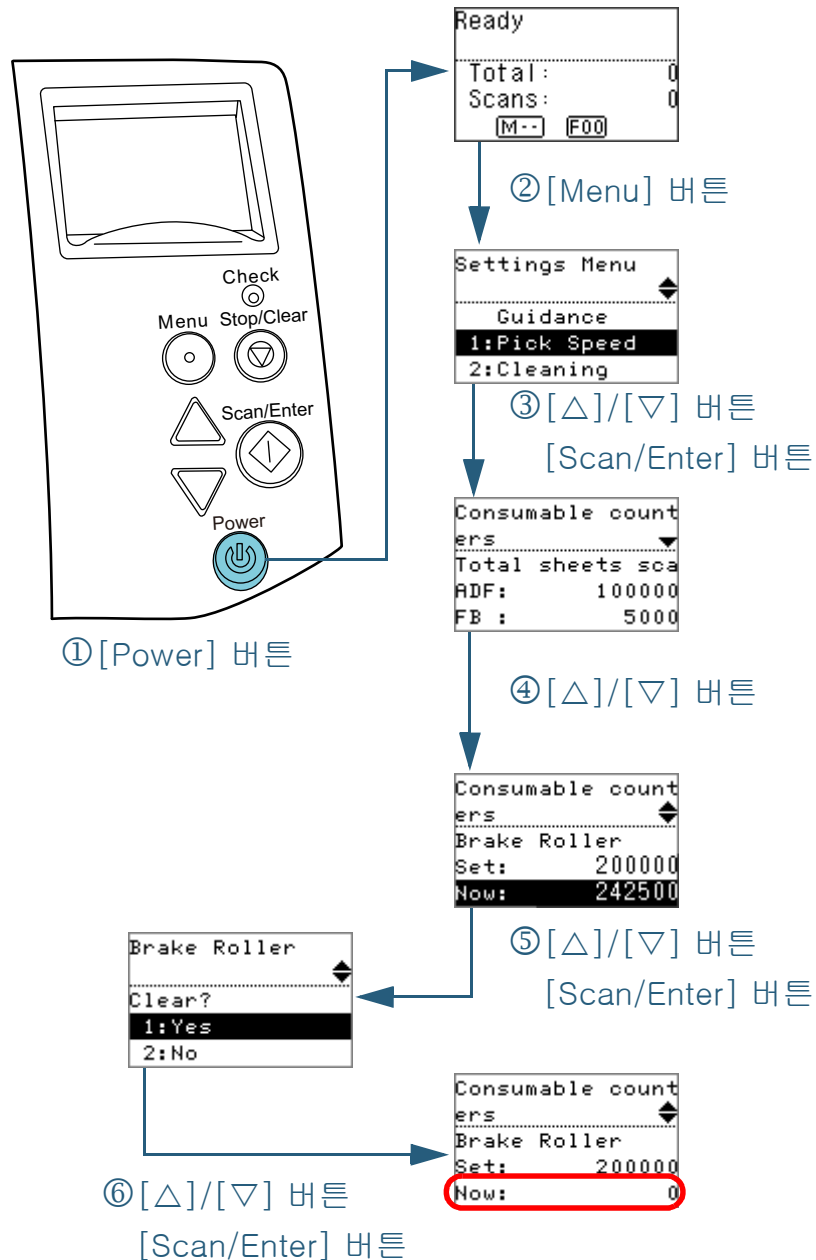 Ready
Total: 0
Scans: 0
M-- F00
②[Menu] 버튼
Settings Menu
Guidance
1:Pick Speed
2:Cleaning
③[△]/[▽] 버튼
[Scan/Enter] 버튼
Consumable count
ers
Total sheets sca
ADF: 100000
FB : 5000
Check
Menu Stop/Clear
Scan/Enter
Power
①[Power] 버튼
④[△]/[▽] 버튼
Consumable count
ers
Brake Roller
Set: 200000
Now: 242500
⑤[△]/[▽] 버튼
[Scan/Enter] 버튼
Brake Roller
Clear?
1:Yes
2:No
⑥[△]/[▽] 버튼
[Scan/Enter] 버튼
Consumable count
ers
Brake Roller
Set: 200000
Now: 0